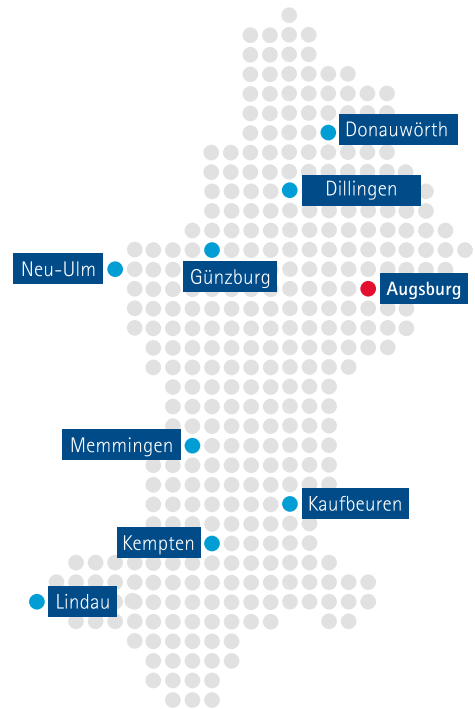 Donauwörth
Dillingen
Neu-Ulm
Günzburg
Augsburg
Memmingen
Kaufbeuren
Kempten
Lindau